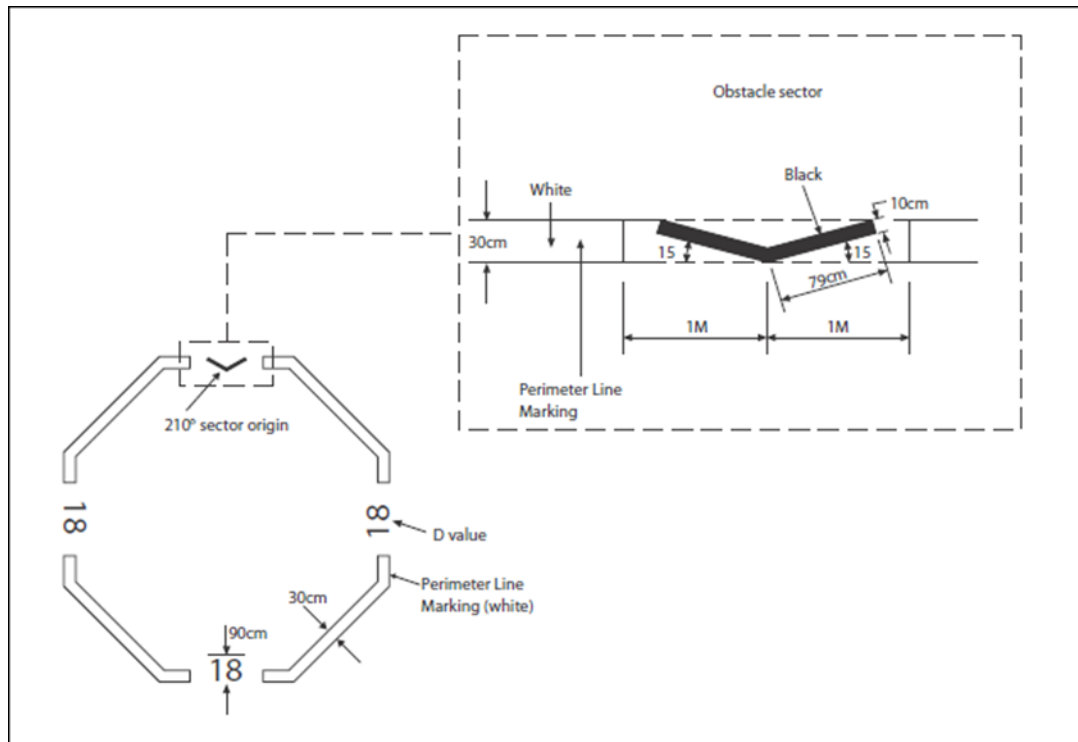 Obstacle sector
White
Black
10cm
30cm
15
15
79cm
1M
1M
Perimeter Line
Marking
210° sector origin
18
18
D value
Perimeter Line
Marking (white)
30cm
90cm
18